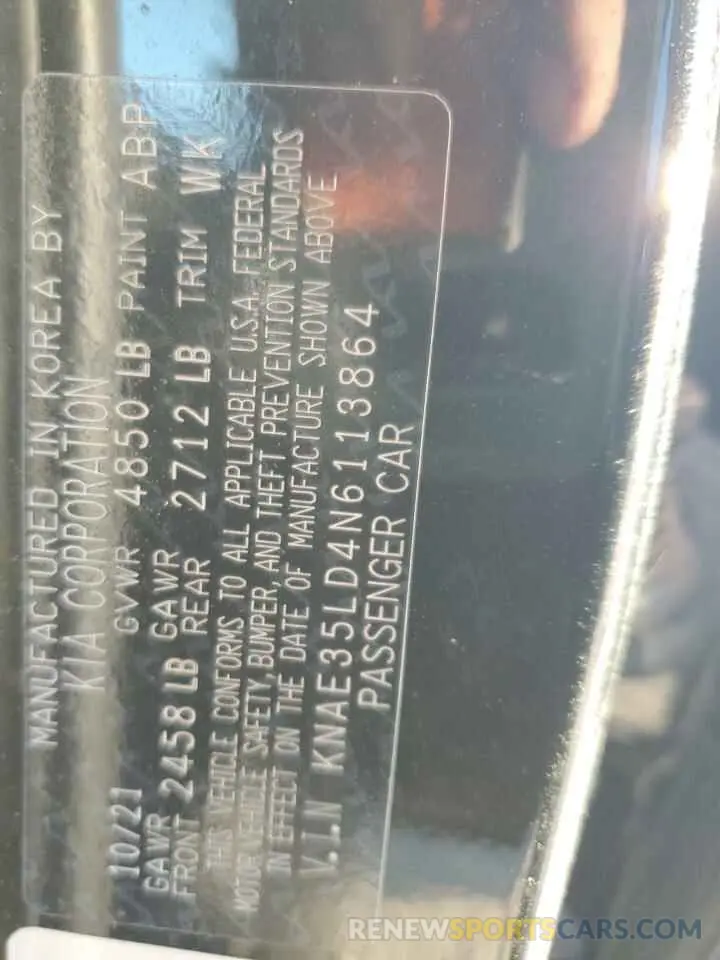 MANUFACTURED IN KOREA BY
KIA CORPORATION
10/21 GVWR 4850 LB PAINT ABP
GAWR FRONT 2458 LB GAWR REAR 2712 LB TRIM WK
THIS VEHICLE CONFORMS TO ALL APPLICABLE U.S.A. FEDERAL
MOTOR VEHICLE SAFETY, BUMPER, AND THEFT PREVENTION STANDARDS
IN EFFECT ON THE DATE OF MANUFACTURE SHOWN ABOVE
V.I.N KNAE35LD4N6113864
PASSENGER CAR
RENEWSPORTSCARS.COM